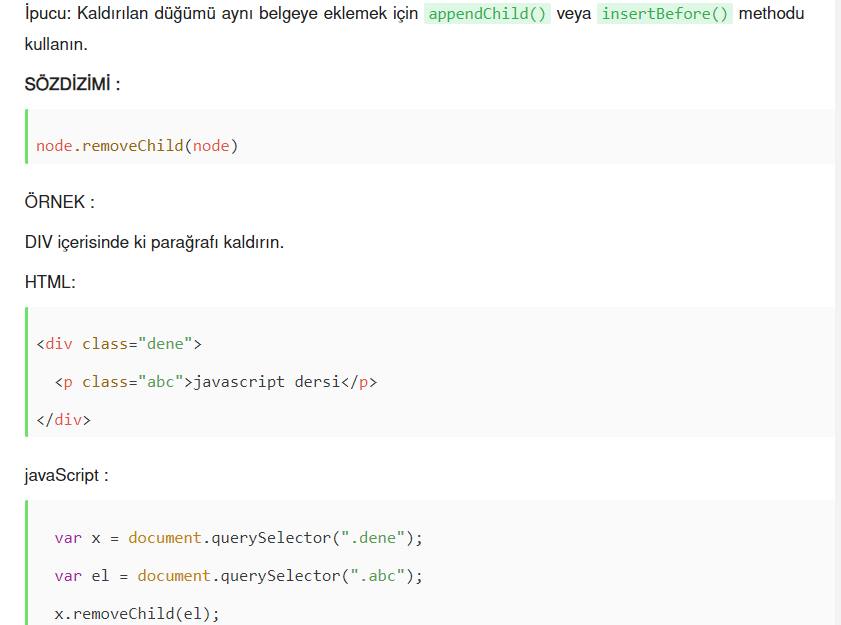 İpucu: Kaldırılan düğümü aynı belgeye eklemek için appendChild() veya insertBefore() methodu
kullanın.
SÖZDİZİMİ :
node.removeChild(node)
ÖRNEK :
DIV içerisinde ki parağrafı kaldırın.
HTML:
<div class="dene">
  <p class="abc">javascript dersi</p>
</div>
javaScript :
var x = document.querySelector(".dene");
var el = document.querySelector(".abc");
x.removeChild(el);